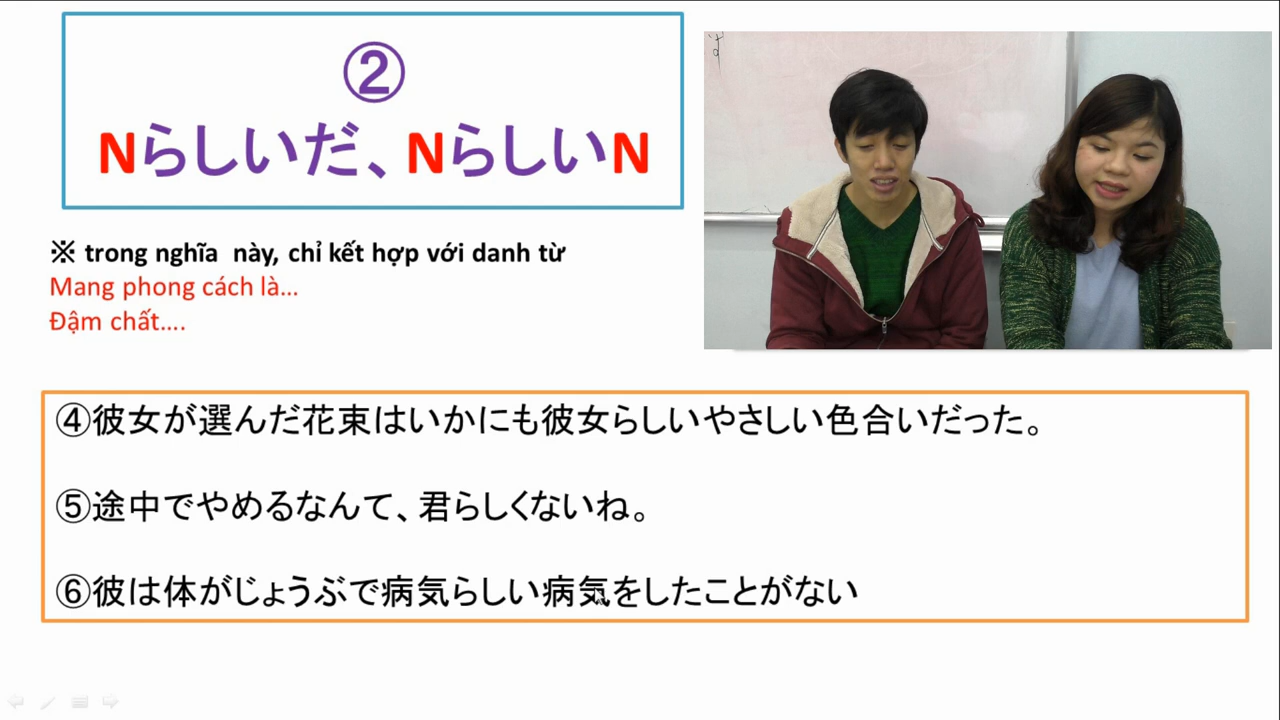 ②
Nらしいだ、NらしいN
※ trong nghĩa này, chỉ kết hợp với danh từ
Mang phong cách là...
Đậm chất....
④彼女が選んだ花束はいかにも彼女らしいやさしい色合いだった。
⑤途中でやめるなんて、君らしくないね。
⑥彼は体がじょうぶで病気らしい病気をしたことがない